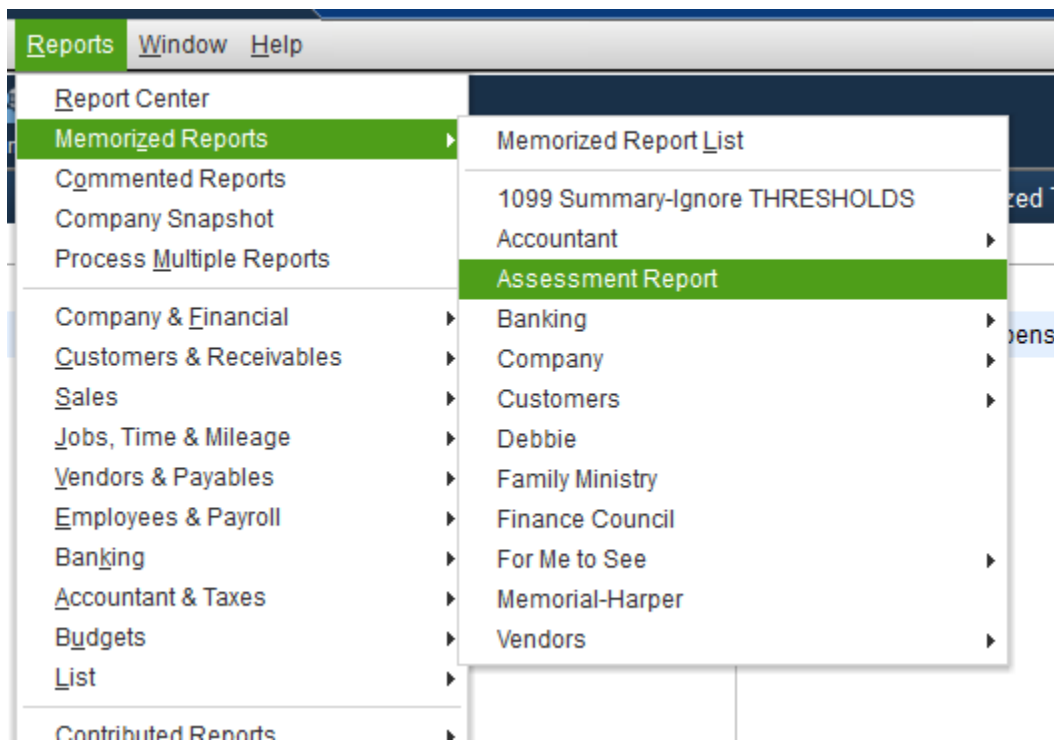 Reports Window Help
Report Center
Memorized Reports
Commented Reports
Company Snapshot
Process Multiple Reports
Company & Financial
Customers & Receivables
Sales
Jobs, Time & Mileage
Vendors & Payables
Employees & Payroll
Banking
Accountant & Taxes
Budgets
List
Contributed Reports
Memorized Report List
1099 Summary-Ignore THRESHOLDS
Accountant
Assessment Report
Banking
Company
Customers
Debbie
Family Ministry
Finance Council
For Me to See
Memorial-Harper
Vendors